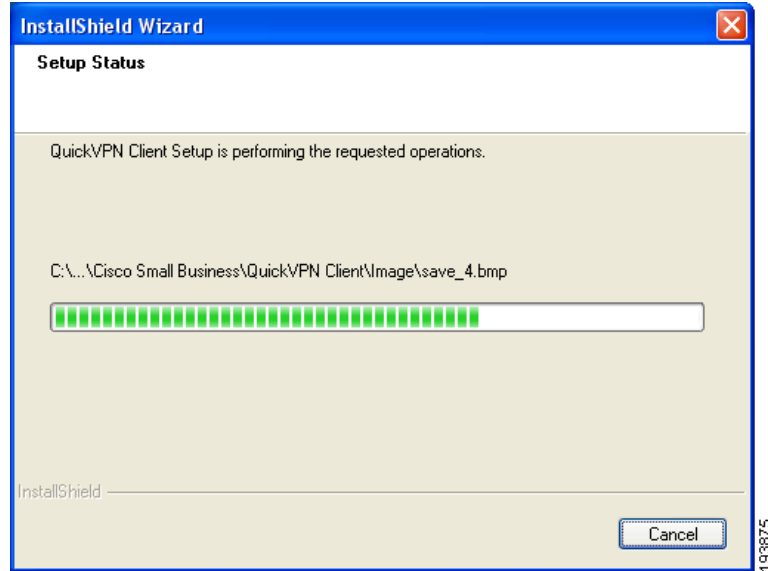 InstallShield Wizard
Setup Status
QuickVPN Client Setup is performing the requested operations.
C:\...\Cisco Small Business\QuickVPN Client\Image\save_4.bmp
InstallShield
Cancel
193875